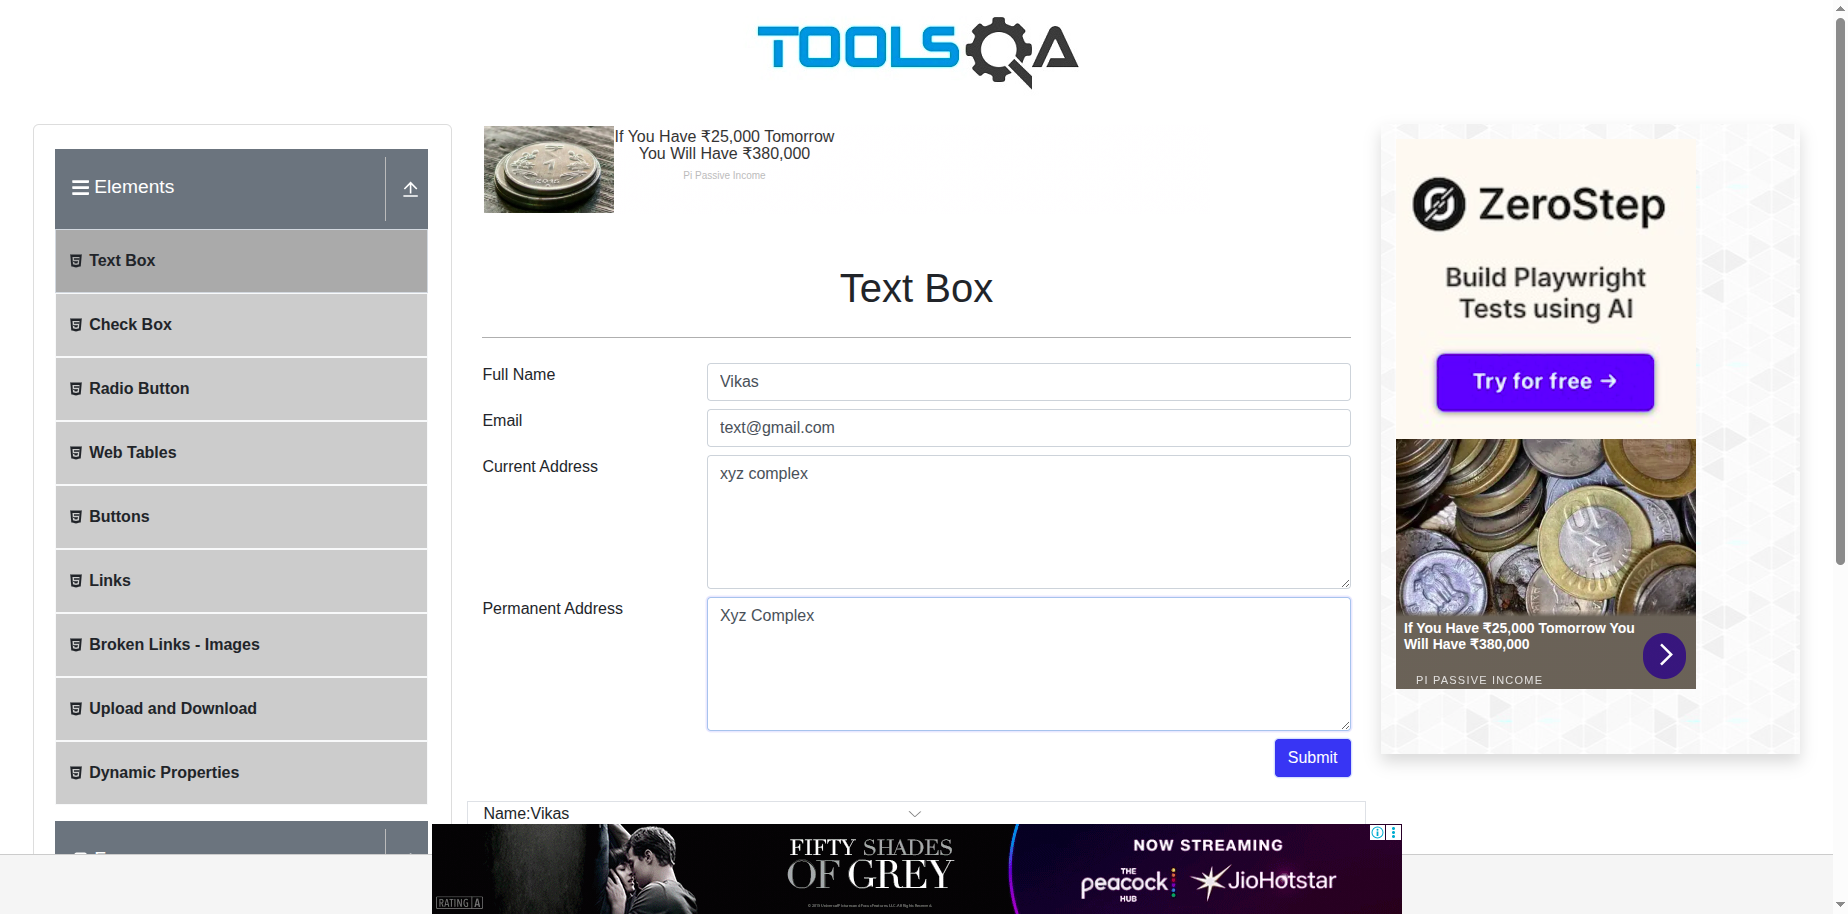 TOOLSQA
Elements
Text Box
Check Box
Radio Button
Web Tables
Buttons
Links
Broken Links - Images
Upload and Download
Dynamic Properties
If You Have ₹25,000 Tomorrow
You Will Have ₹380,000
Pi Passive Income
Text Box
Full Name
Vikas
Email
text@gmail.com
Current Address
xyz complex
Permanent Address
Xyz Complex
Submit
Name:Vikas
ZeroStep
Build Playwright
Tests using AI
Try for free →
If You Have ₹25,000 Tomorrow You
Will Have ₹380,000
PI PASSIVE INCOME
FIFTY SHADES
OF GREY
RATING A
NOW STREAMING
THE
peacock
HUB
JioHotstar